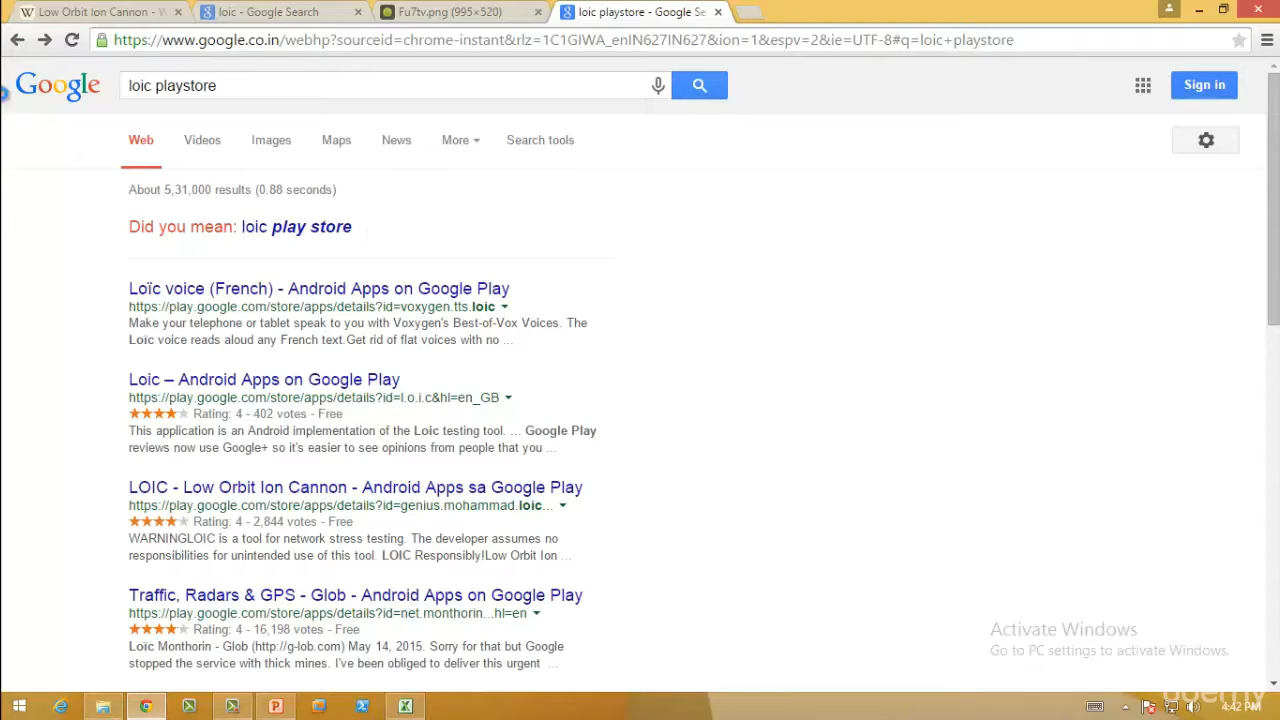 Low Orbit Ion Cannon - W
loic - Google Search
Fu7tv.png (995×520)
loic playstore - Google Se
https://www.google.co.in/webhp?sourceid=chrome-instant&rlz=1C1GIWA_enIN627IN627&ion=1&espv=2&ie=UTF-8#q=loic+playstore
Google
loic playstore
Sign in
Web Videos Images Maps News More Search tools
About 5,31,000 results (0.88 seconds)
Did you mean: loic play store
Loïc voice (French) - Android Apps on Google Play
https://play.google.com/store/apps/details?id=voxygen.tts.loic
Make your telephone or tablet speak to you with Voxygen's Best-of-Vox Voices. The
Loïc voice reads aloud any French text.Get rid of flat voices with no ...
Loic – Android Apps on Google Play
https://play.google.com/store/apps/details?id=l.o.i.c&hl=en_GB
Rating: 4 - 402 votes - Free
This application is an Android implementation of the Loic testing tool. ... Google Play
reviews now use Google+ so it's easier to see opinions from people that you ...
LOIC - Low Orbit Ion Cannon - Android Apps sa Google Play
https://play.google.com/store/apps/details?id=genius.mohammad.loic...
Rating: 4 - 2,844 votes - Free
WARNINGLOIC is a tool for network stress testing. The developer assumes no
responsibilities for unintended use of this tool. LOIC Responsibly!Low Orbit Ion ...
Traffic, Radars & GPS - Glob - Android Apps on Google Play
https://play.google.com/store/apps/details?id=net.monthorin...hl=en
Rating: 4 - 16,198 votes - Free
Loïc Monthorin - Glob (http://g-lob.com) May 14, 2015. Sorry for that but Google
stopped the service with thick mines. I've been obliged to deliver this urgent ...
Activate Windows
Go to PC settings to activate Windows.
udemy
4:42 PM